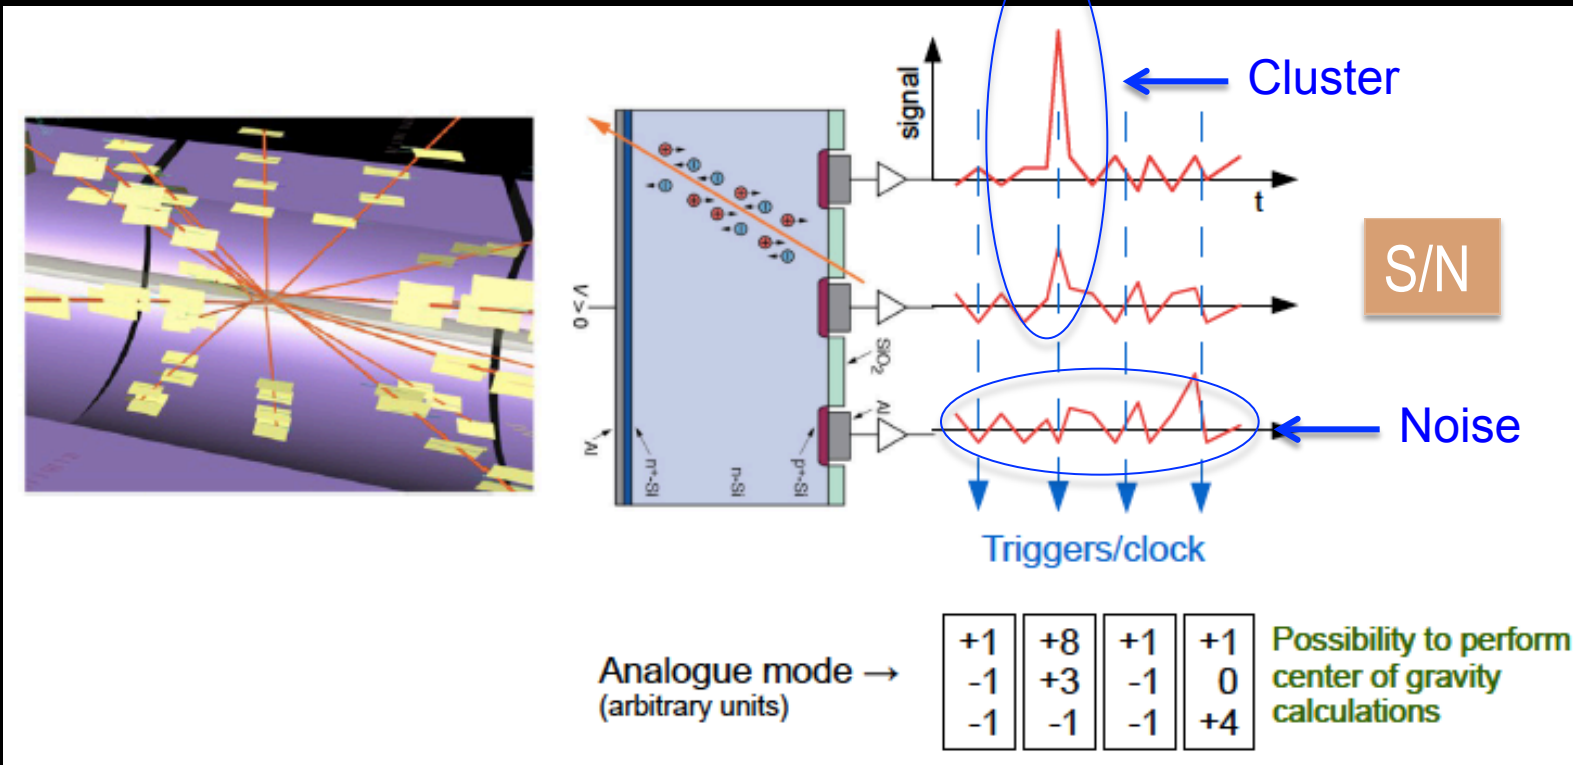 Cluster
signal
t
S/N
V > 0
SiO2
Al
Al
n+-Si
n-Si
p+-Si
Noise
Triggers/clock
Analogue mode →
(arbitrary units)
+1 +8 +1 +1
-1 +3 -1 0
-1 -1 -1 +4
Possibility to perform
center of gravity
calculations